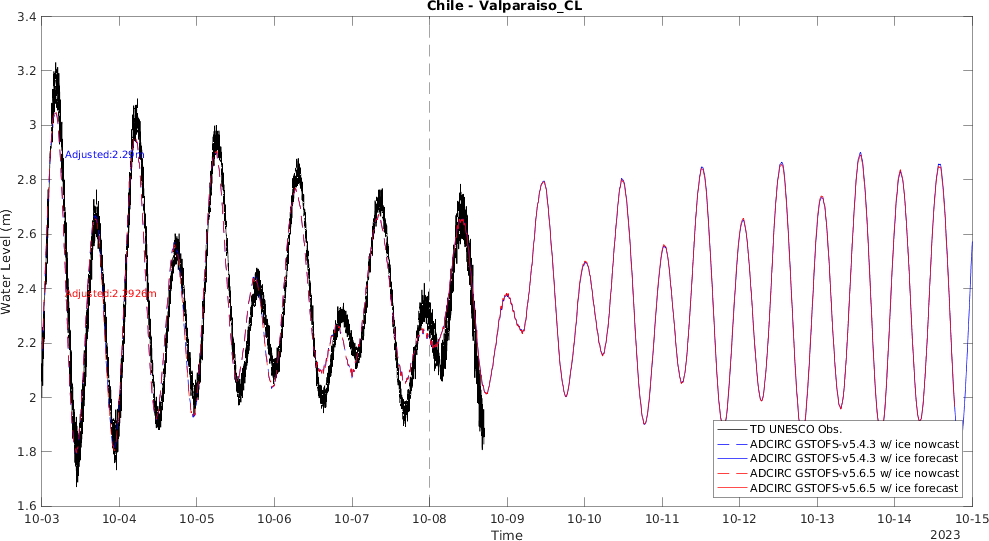 Chile - Valparaiso_CL
Water Level (m)
3.4
3.2
3
2.8
2.6
2.4
2.2
2
1.8
1.6
Adjusted:2.29m
Adjusted:2.2926m
TD UNESCO Obs.
ADCIRC GSTOFS-v5.4.3 w/ ice nowcast
ADCIRC GSTOFS-v5.4.3 w/ ice forecast
ADCIRC GSTOFS-v5.6.5 w/ ice nowcast
ADCIRC GSTOFS-v5.6.5 w/ ice forecast
10-03 10-04 10-05 10-06 10-07 10-08 10-09 10-10 10-11 10-12 10-13 10-14 10-15
Time
2023